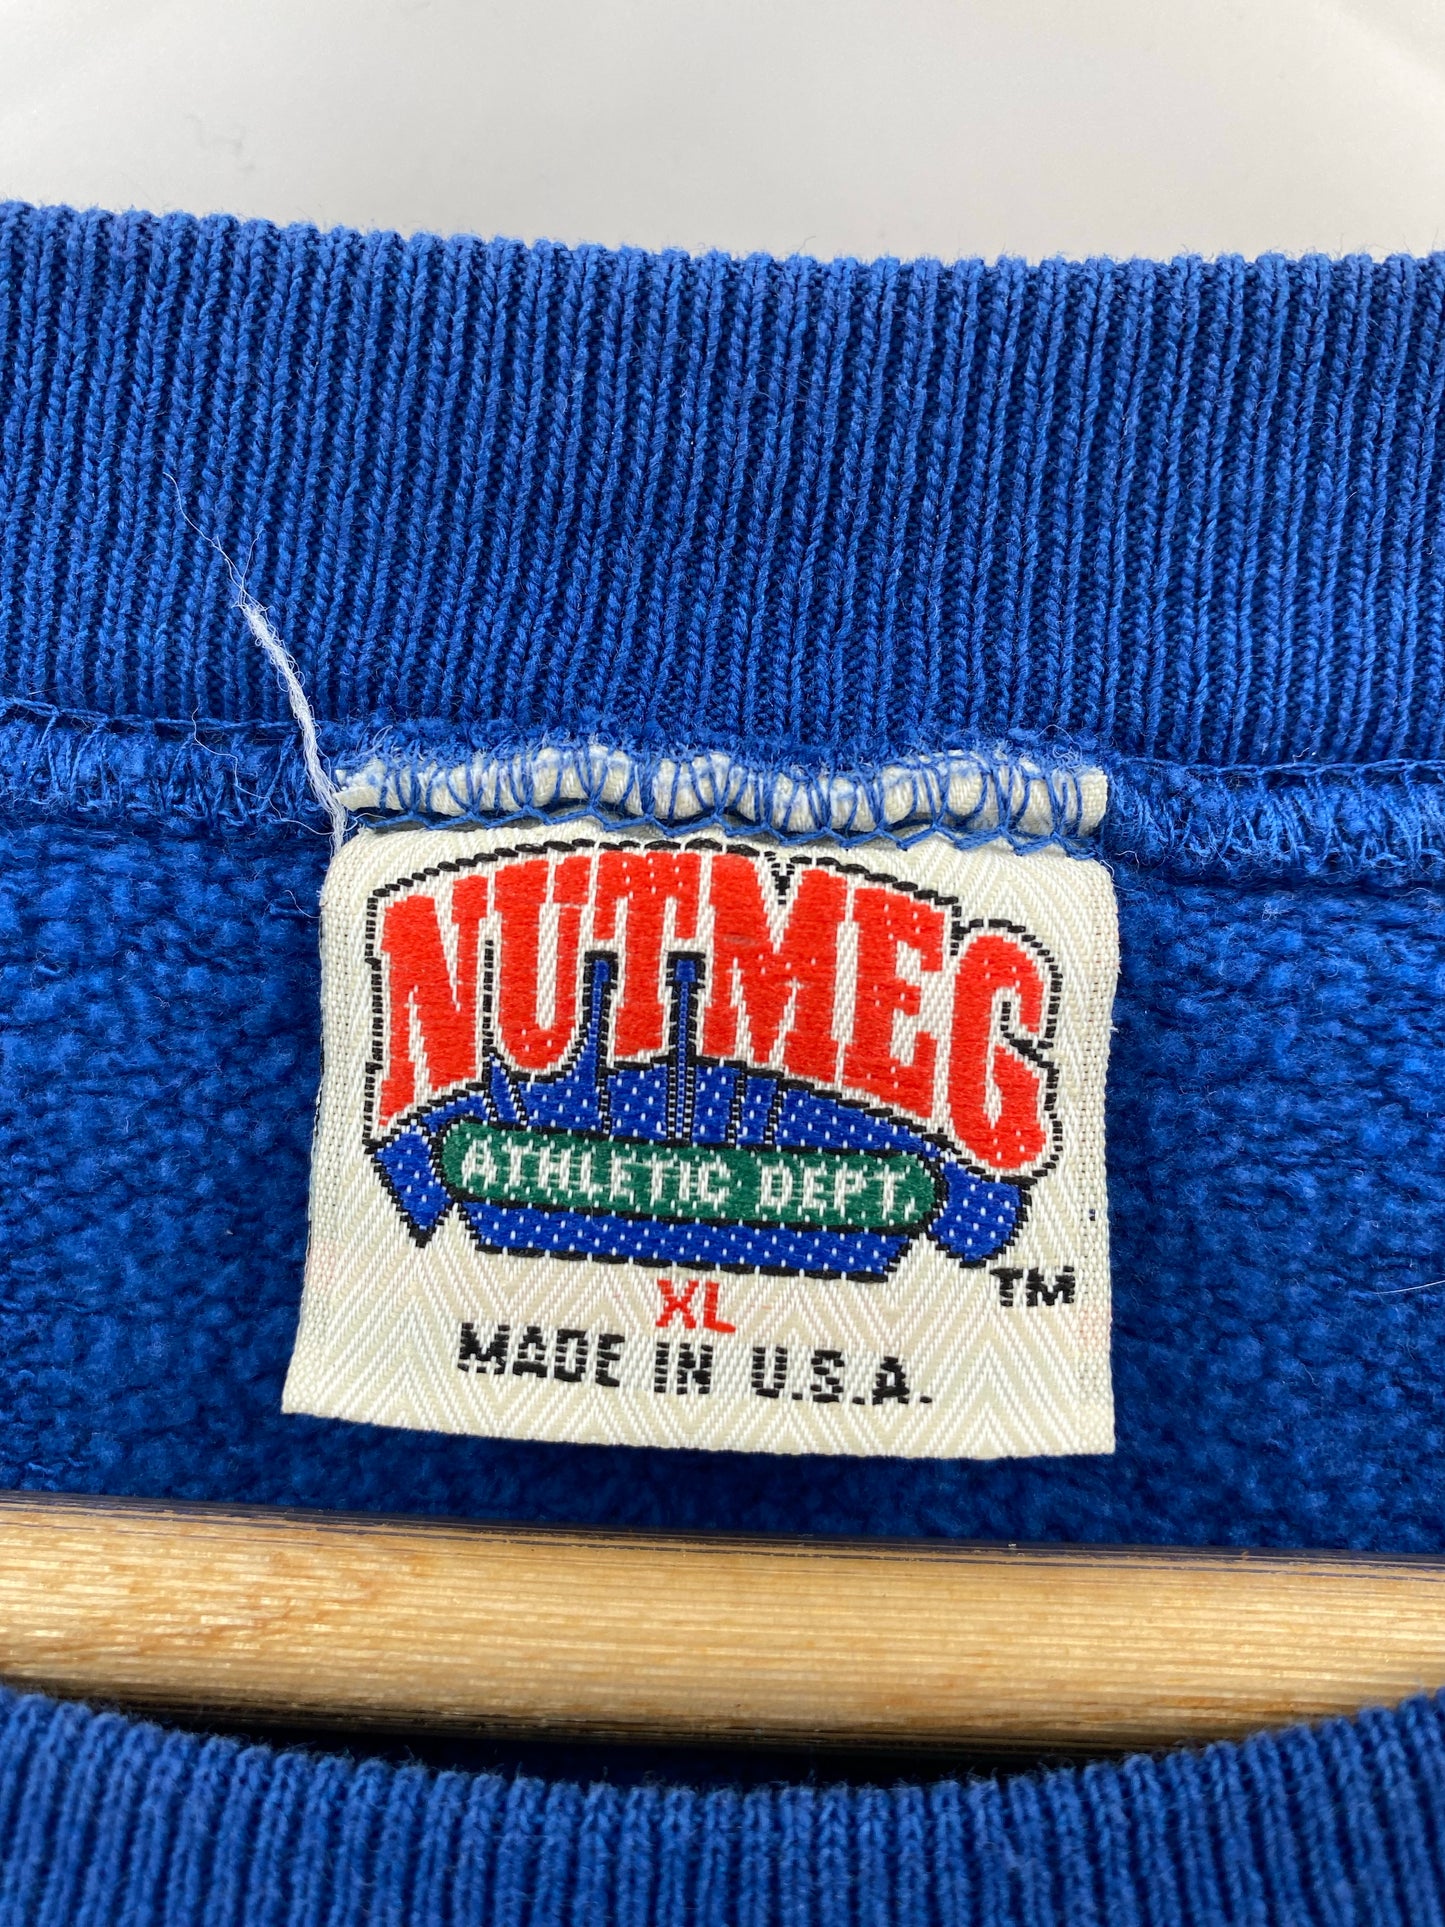 NUTMEG
ATHLETIC DEPT.
TM
XL
MADE IN U.S.A.